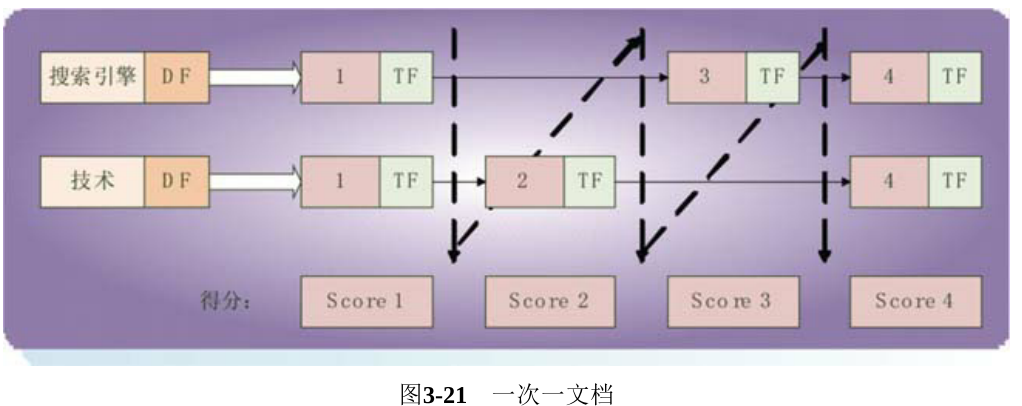 搜索引擎 DF 1 TF 3 TF 4 TF
技术 DF 1 TF 2 TF 4 TF
得分: Score 1 Score 2 Score 3 Score 4
图3-21 一次一文档